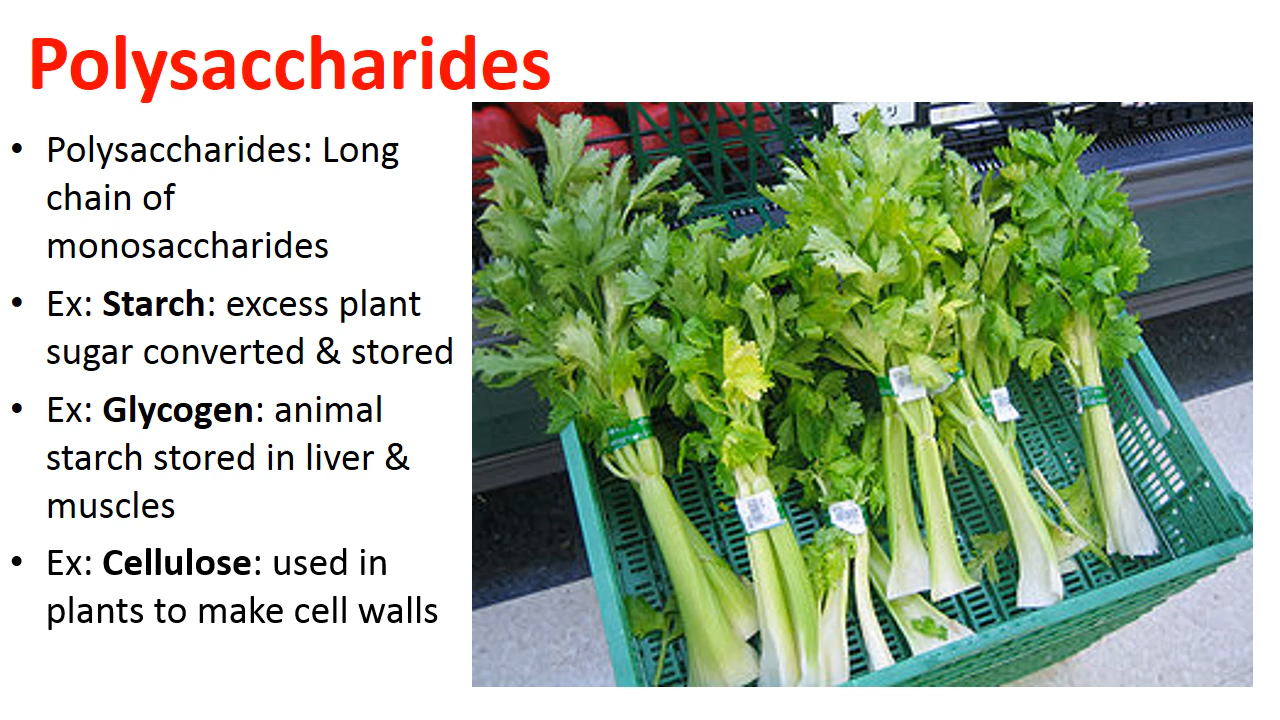 Polysaccharides
• Polysaccharides: Long
chain of
monosaccharides
• Ex: Starch: excess plant
sugar converted & stored
• Ex: Glycogen: animal
starch stored in liver &
muscles
• Ex: Cellulose: used in
plants to make cell walls